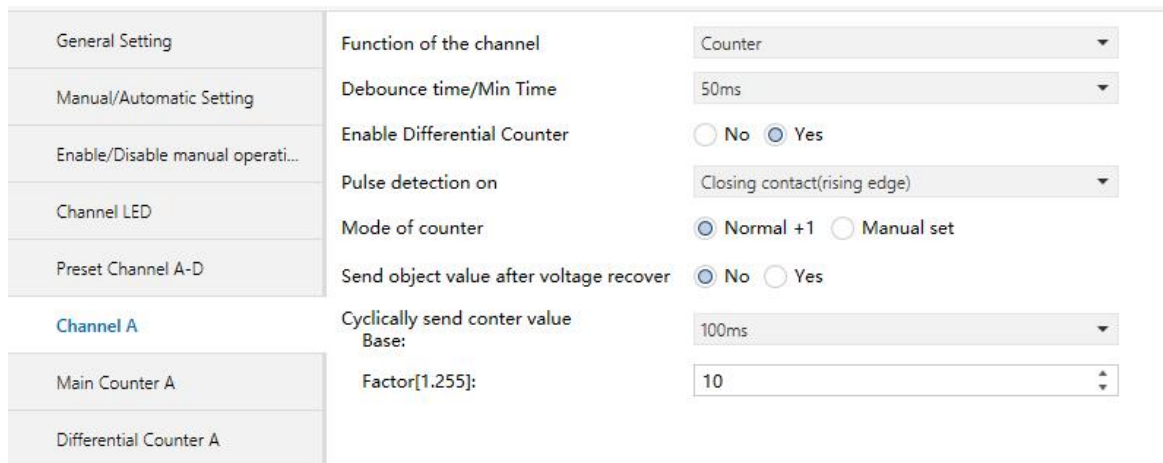 General Setting
Manual/Automatic Setting
Enable/Disable manual operati...
Channel LED
Preset Channel A-D
Channel A
Main Counter A
Differential Counter A
Function of the channel Counter
Debounce time/Min Time 50ms
Enable Differential Counter No Yes
Pulse detection on Closing contact(rising edge)
Mode of counter Normal +1 Manual set
Send object value after voltage recover No Yes
Cyclically send conter value
Base: 100ms
Factor[1.255]: 10